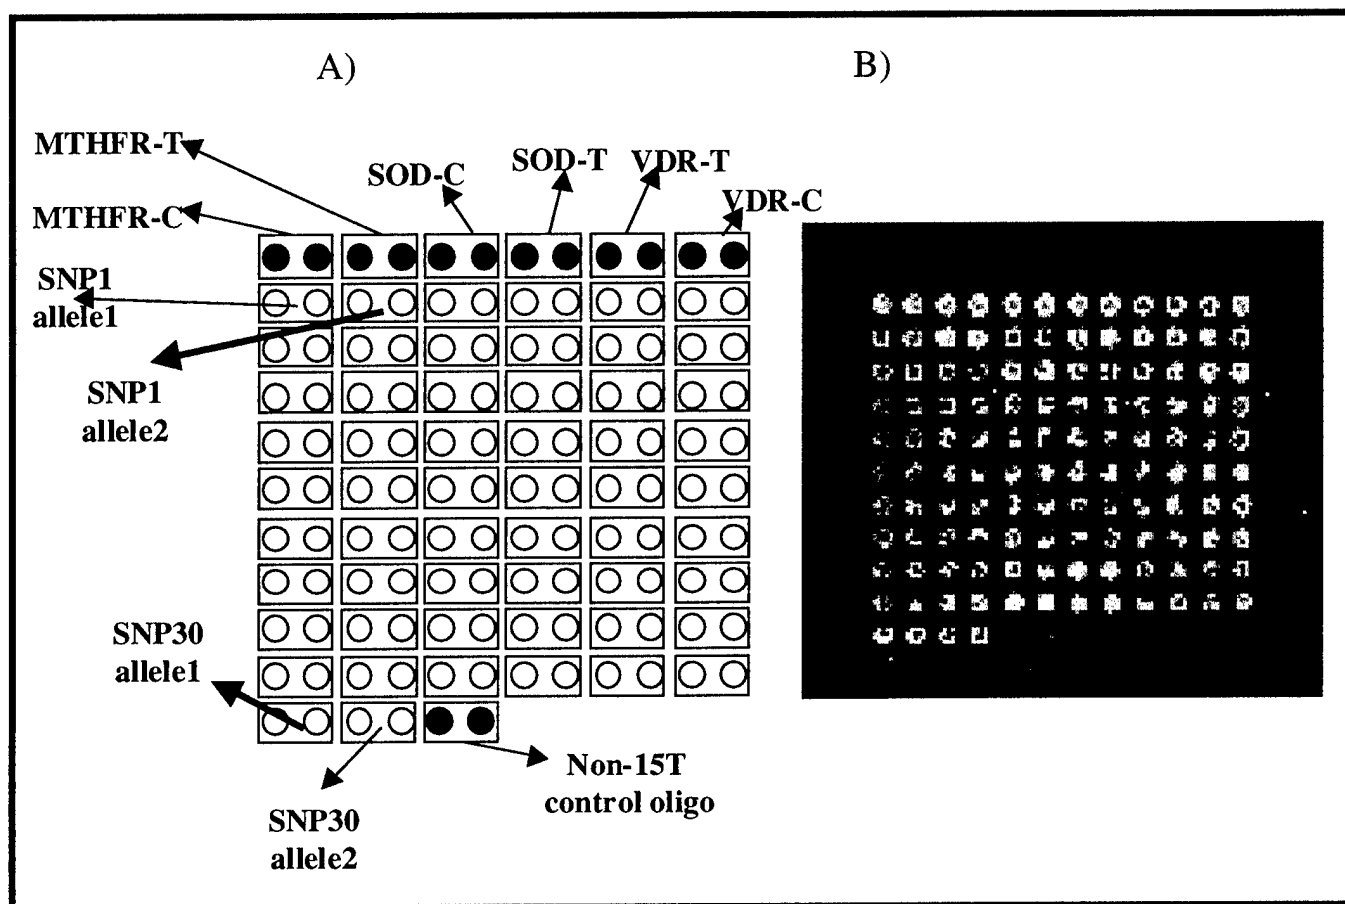 A)
B)
MTHFR-T
SOD-C
SOD-T
VDR-T
VDR-C
MTHFR-C
SNP1
allele1
SNP1
allele2
SNP30
allele1
SNP30
allele2
Non-15T
control oligo